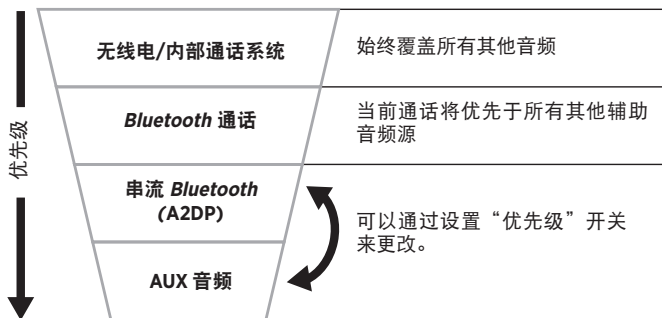 优先级
无线电/内部通话系统
始终覆盖所有其他音频
Bluetooth 通话
当前通话将优先于所有其他辅助
音频源
串流 Bluetooth
(A2DP)
可以通过设置“优先级”开关
来更改。
AUX 音频